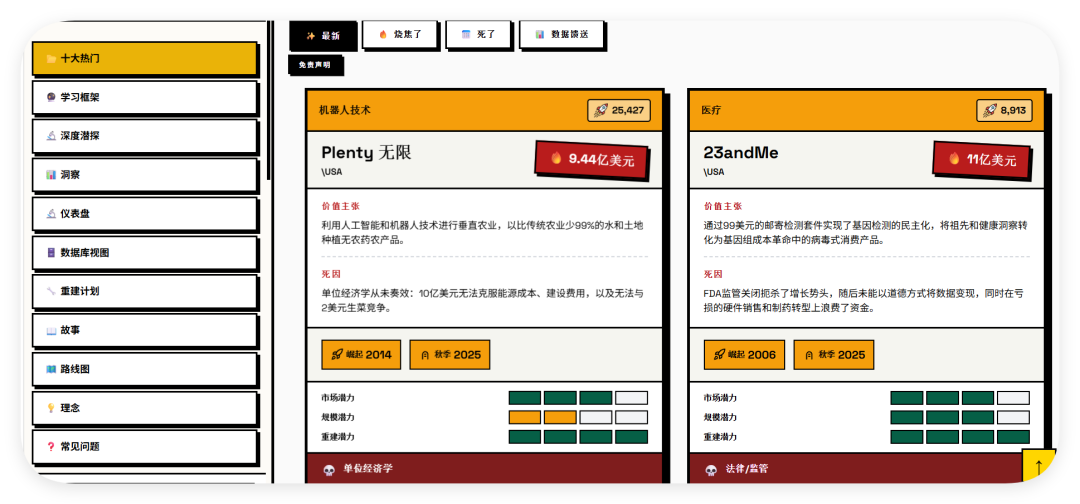 最新
烧焦了
死了
数据馈送
免责声明
十大热门
学习框架
深度潜探
洞察
仪表盘
数据库视图
重建计划
故事
路线图
理念
常见问题
机器人技术
25,427
Plenty 无限
\USA
9.44亿美元
价值主张
利用人工智能和机器人技术进行垂直农业，以比传统农业少99%的水和土地
种植无农药农产品。
死因
单位经济学从未奏效：10亿美元无法克服能源成本、建设费用，以及无法与
2美元生菜竞争。
崛起 2014
秋季 2025
市场潜力
规模潜力
重建潜力
单位经济学
医疗
8,913
23andMe
\USA
11亿美元
价值主张
通过99美元的邮寄检测套件实现了基因检测的民主化，将祖先和健康洞察转
化为基因组成本革命中的病毒式消费产品。
死因
FDA监管关闭扼杀了增长势头，随后未能以道德方式将数据变现，同时在亏
损的硬件销售和制药转型上浪费了资金。
崛起 2006
秋季 2025
市场潜力
规模潜力
重建潜力
法律/监管
↑